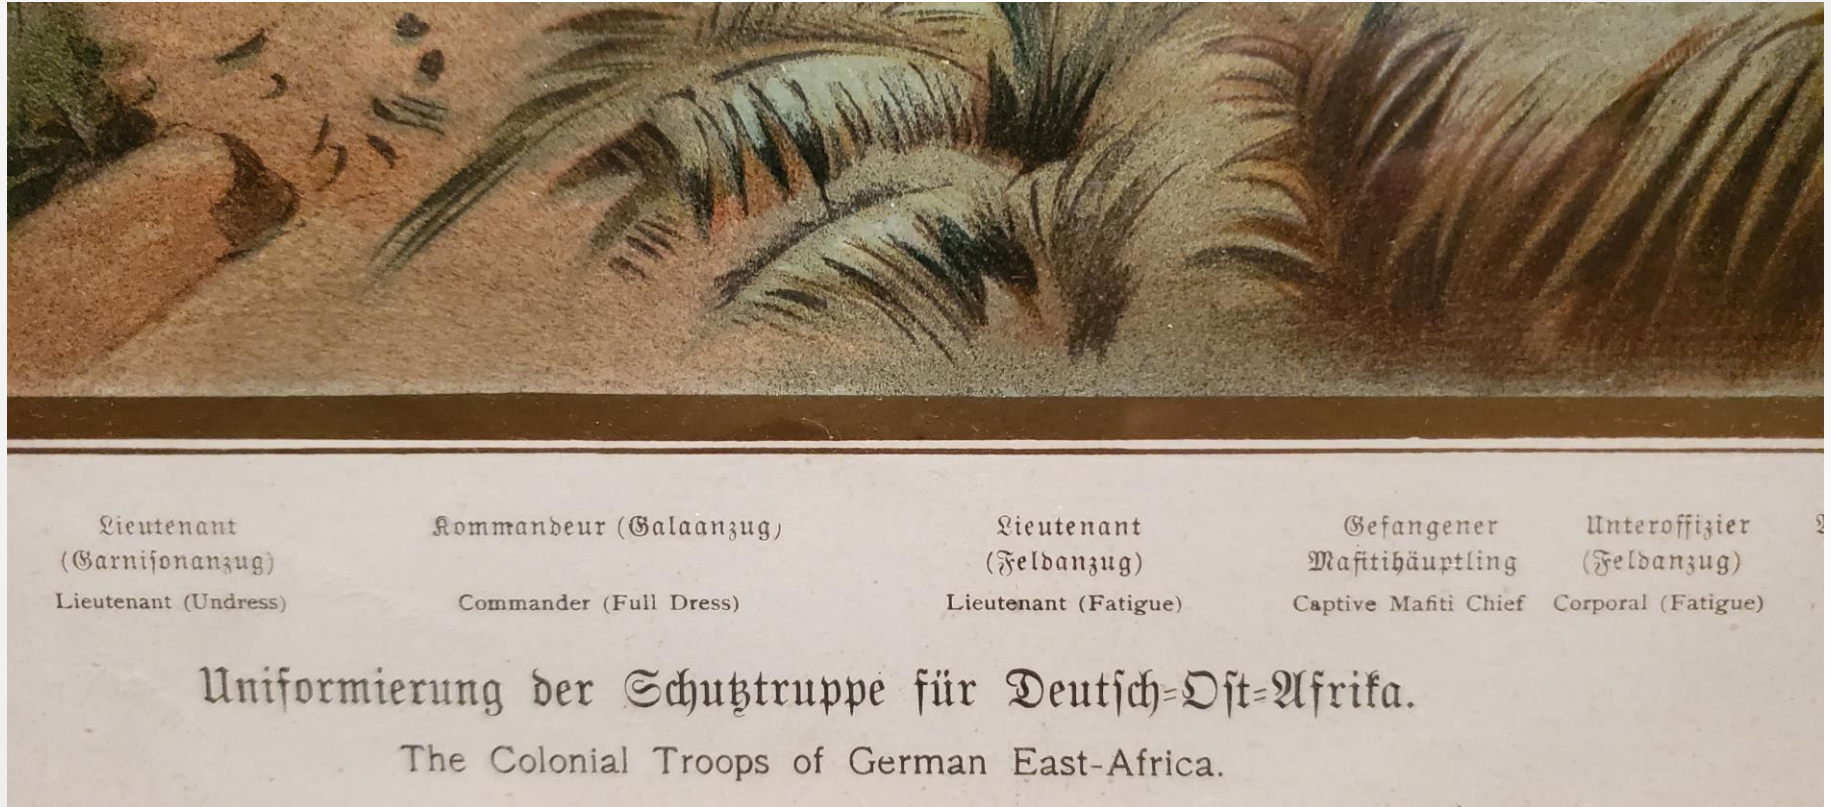 Lieutenant
(Garniſonanzug)
Lieutenant (Undress)
Kommandeur (Galaanzug)
Commander (Full Dress)
Lieutenant
(Feldanzug)
Lieutenant (Fatigue)
Gefangener
Mafitihäuptling
Captive Mafiti Chief
Unteroffizier
(Feldanzug)
Corporal (Fatigue)
Uniformierung der Schutztruppe für Deutſch=Oſt=Afrika.
The Colonial Troops of German East-Africa.